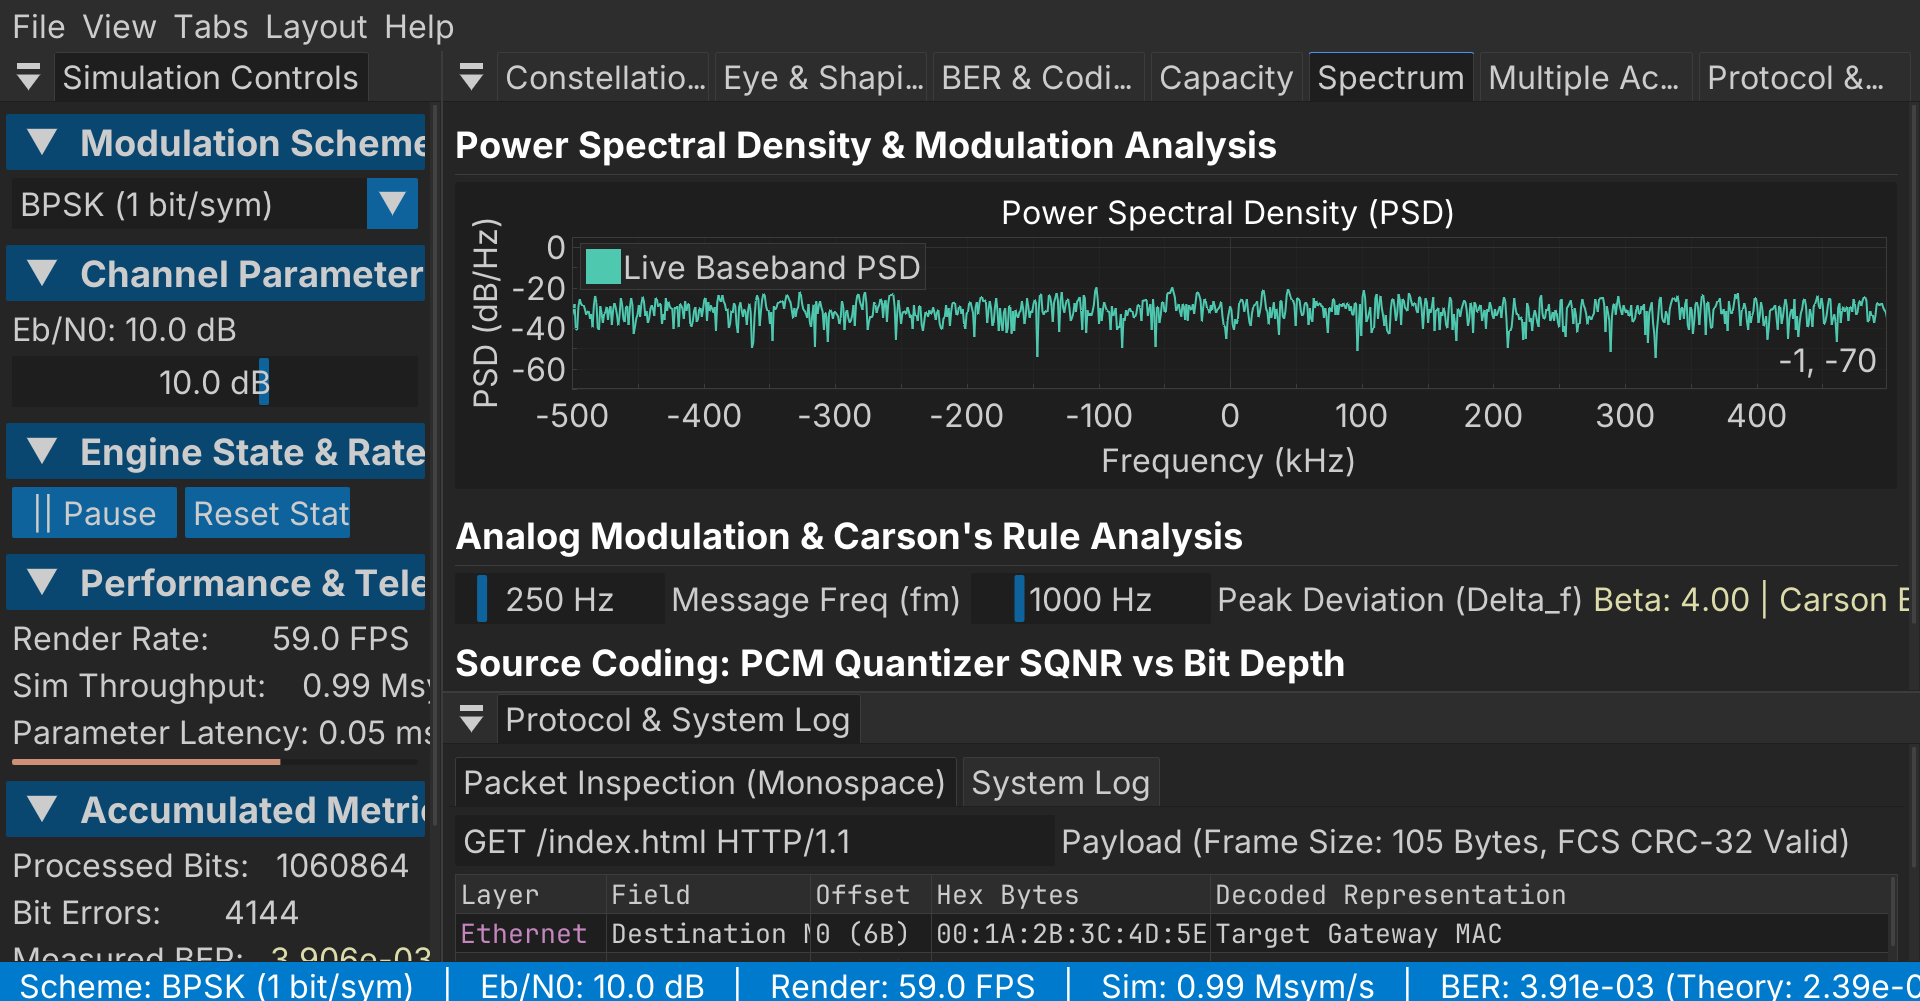 File View Tabs Layout Help
Simulation Controls
Constellatio... Eye & Shapi... BER & Codi... Capacity Spectrum Multiple Ac... Protocol &...
Modulation Scheme
BPSK (1 bit/sym)
Channel Parameter
Eb/N0: 10.0 dB
10.0 dB
Engine State & Rate
|| Pause
Reset Stat
Performance & Tele
Render Rate: 59.0 FPS
Sim Throughput: 0.99 Msy
Parameter Latency: 0.05 ms
Accumulated Metric
Processed Bits: 1060864
Bit Errors: 4144
Measured BER: 3.906e-03
Power Spectral Density & Modulation Analysis
Power Spectral Density (PSD)
PSD (dB/Hz)
0
-20
-40
-60
Live Baseband PSD
-1, -70
-500 -400 -300 -200 -100 0 100 200 300 400
Frequency (kHz)
Analog Modulation & Carson's Rule Analysis
250 Hz Message Freq (fm) 1000 Hz Peak Deviation (Delta_f) Beta: 4.00 | Carson B
Source Coding: PCM Quantizer SQNR vs Bit Depth
Protocol & System Log
Packet Inspection (Monospace) System Log
GET /index.html HTTP/1.1 Payload (Frame Size: 105 Bytes, FCS CRC-32 Valid)
Layer Field Offset Hex Bytes Decoded Representation
Ethernet Destination M 0 (6B) 00:1A:2B:3C:4D:5E Target Gateway MAC
Scheme: BPSK (1 bit/sym) | Eb/N0: 10.0 dB | Render: 59.0 FPS | Sim: 0.99 Msym/s | BER: 3.91e-03 (Theory: 2.39e-0